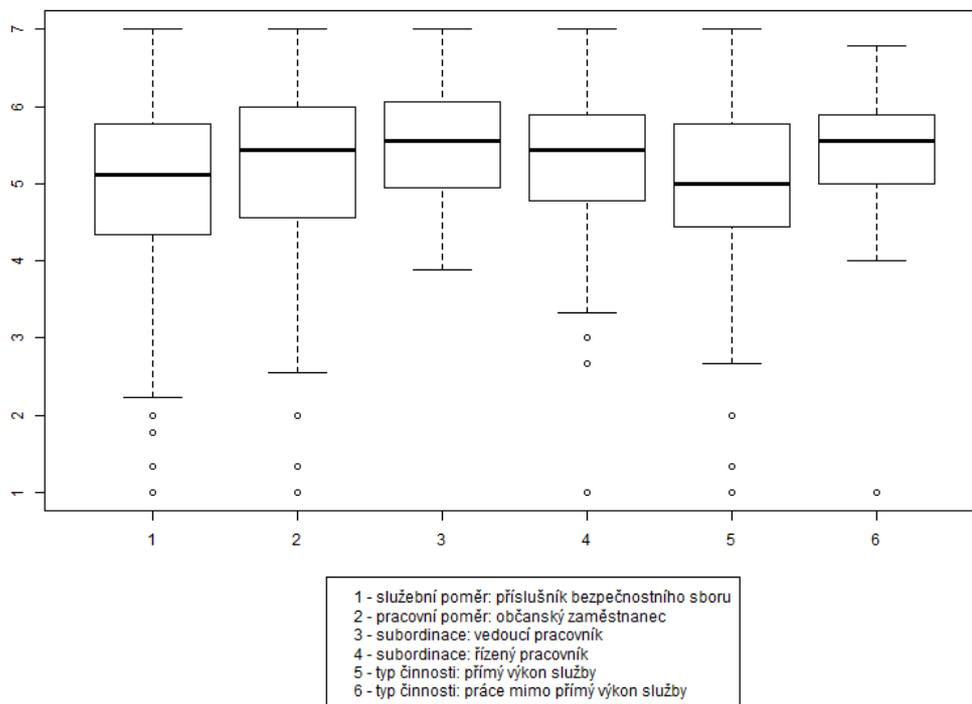 7
6
5
4
3
2
1
1 2 3 4 5 6
1 - služební poměr: příslušník bezpečnostního sboru
2 - pracovní poměr: občanský zaměstnanec
3 - subordinace: vedoucí pracovník
4 - subordinace: řízený pracovník
5 - typ činnosti: přímý výkon služby
6 - typ činnosti: práce mimo přímý výkon služby